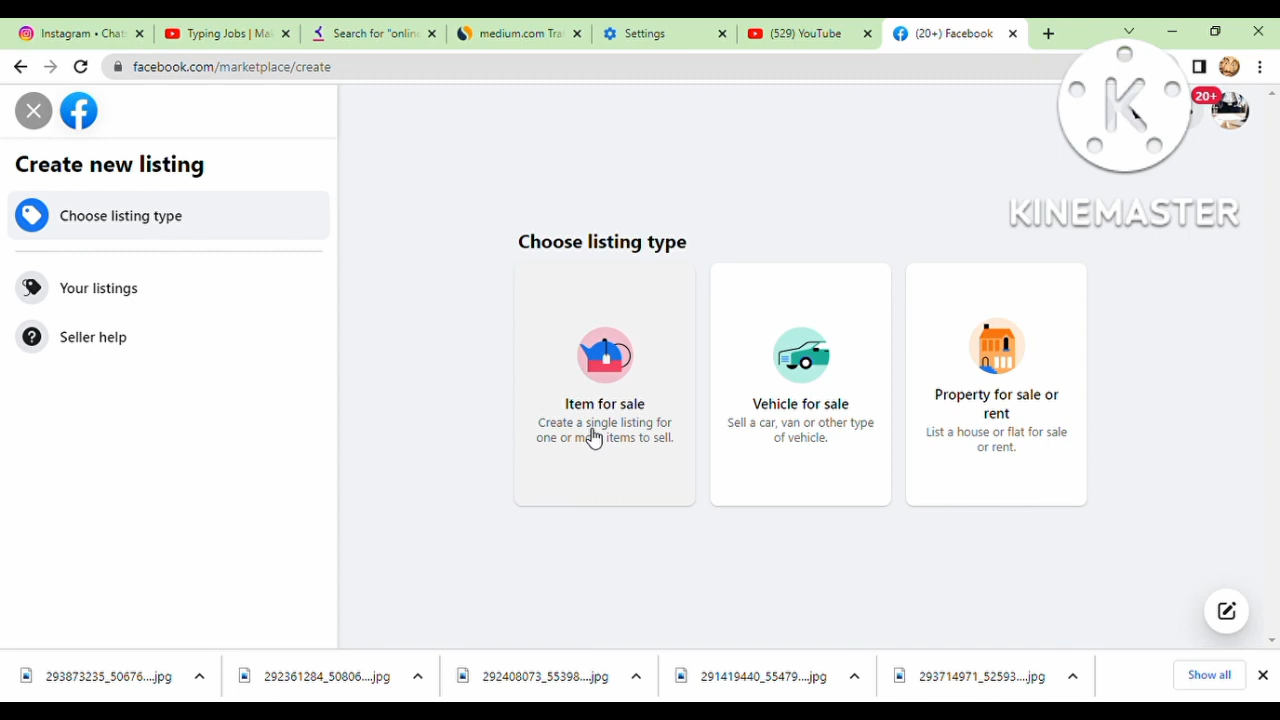 Instagram • Chat
Typing Jobs | Ma
Search for "online
medium.com Tra
Settings
(529) YouTube
(20+) Facebook
facebook.com/marketplace/create
20+
K
KINEMASTER
Create new listing
Choose listing type
Your listings
Seller help
Choose listing type
Item for sale
Create a single listing for
one or items to sell.
Vehicle for sale
Sell a car, van or other type
of vehicle.
Property for sale or
rent
List a house or flat for sale
or rent.
293873235_50676....jpg
292361284_50806....jpg
292408073_55398....jpg
291419440_55479....jpg
293714971_52593....jpg
Show all